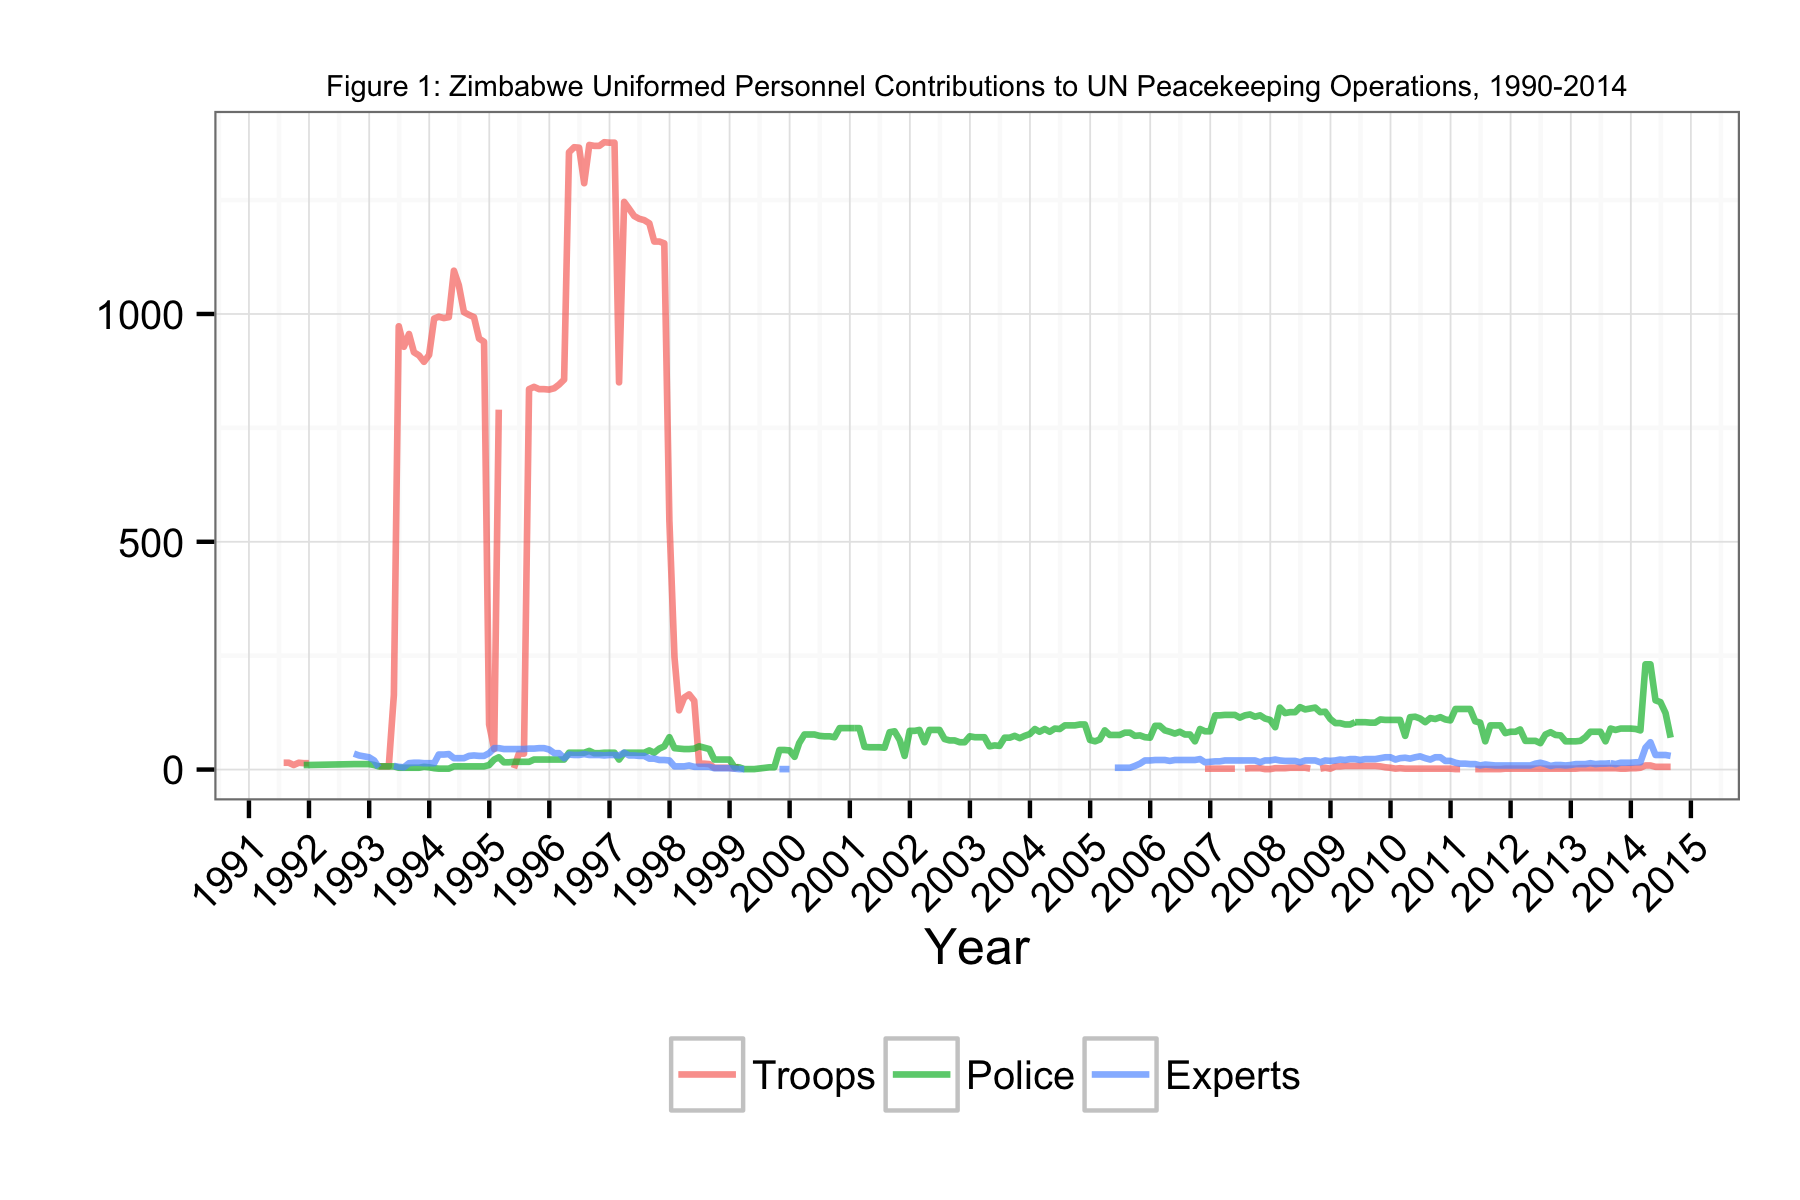 Figure 1: Zimbabwe Uniformed Personnel Contributions to UN Peacekeeping Operations, 1990-2014
1000
500
0
1991 1992 1993 1994 1995 1996 1997 1998 1999 2000 2001 2002 2003 2004 2005 2006 2007 2008 2009 2010 2011 2012 2013 2014 2015
Year
Troops Police Experts